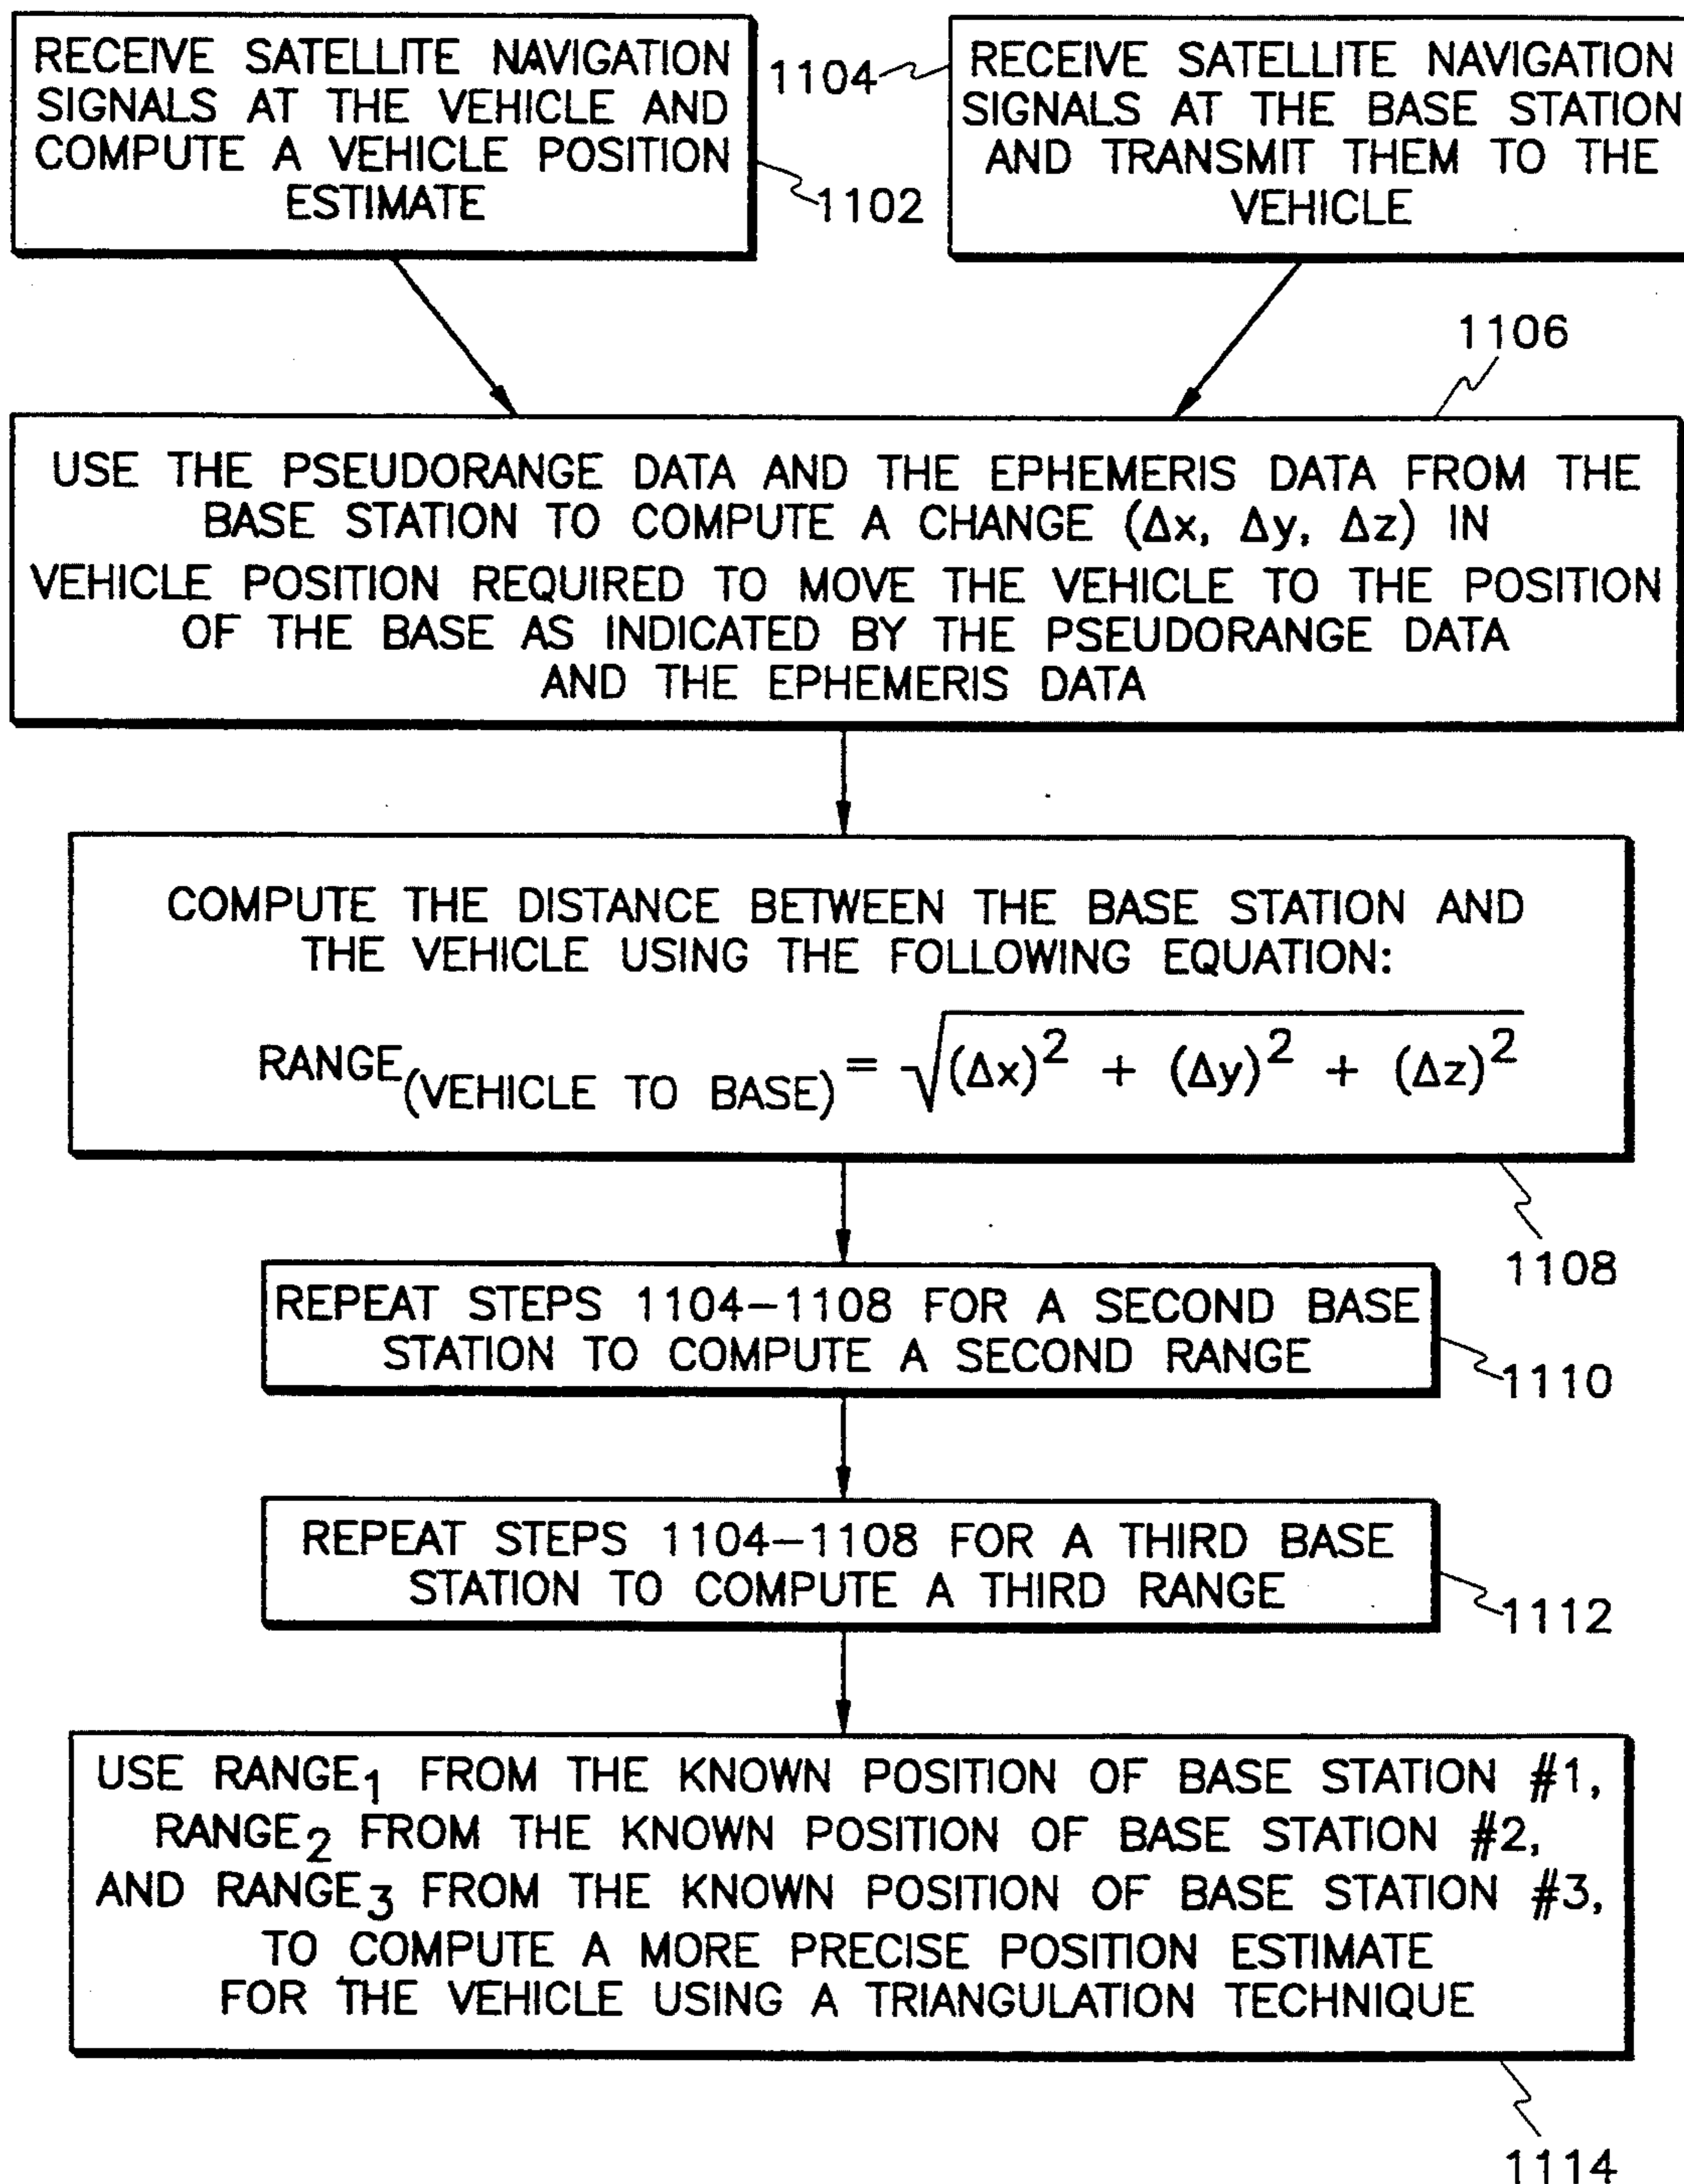 RECEIVE SATELLITE NAVIGATION
SIGNALS AT THE VEHICLE AND
COMPUTE A VEHICLE POSITION
ESTIMATE
1102
1104
RECEIVE SATELLITE NAVIGATION
SIGNALS AT THE BASE STATION
AND TRANSMIT THEM TO THE
VEHICLE
1106
USE THE PSEUDORANGE DATA AND THE EPHEMERIS DATA FROM THE
BASE STATION TO COMPUTE A CHANGE (Δx, Δy, Δz) IN
VEHICLE POSITION REQUIRED TO MOVE THE VEHICLE TO THE POSITION
OF THE BASE AS INDICATED BY THE PSEUDORANGE DATA
AND THE EPHEMERIS DATA
COMPUTE THE DISTANCE BETWEEN THE BASE STATION AND
THE VEHICLE USING THE FOLLOWING EQUATION:
RANGE(VEHICLE TO BASE) = √(Δx)² + (Δy)² + (Δz)²
1108
REPEAT STEPS 1104-1108 FOR A SECOND BASE
STATION TO COMPUTE A SECOND RANGE
1110
REPEAT STEPS 1104-1108 FOR A THIRD BASE
STATION TO COMPUTE A THIRD RANGE
1112
USE RANGE₁ FROM THE KNOWN POSITION OF BASE STATION #1,
RANGE₂ FROM THE KNOWN POSITION OF BASE STATION #2,
AND RANGE₃ FROM THE KNOWN POSITION OF BASE STATION #3,
TO COMPUTE A MORE PRECISE POSITION ESTIMATE
FOR THE VEHICLE USING A TRIANGULATION TECHNIQUE
1114